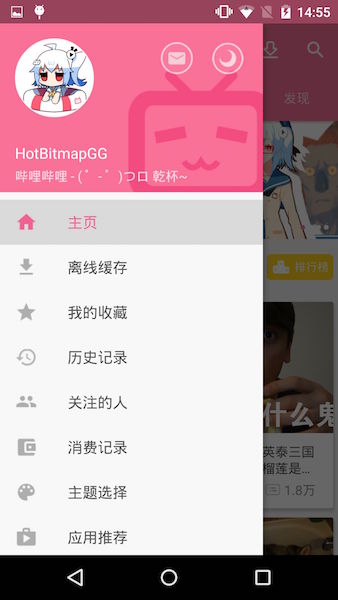 14:55
发现
HotBitmapGG
哔哩哔哩 - (゜-゜)つロ 乾杯~
主页
离线缓存
排行榜
我的收藏
历史记录
关注的人
什么鬼
消费记录
英泰三国
榴莲是...
主题选择
1.8万
应用推荐